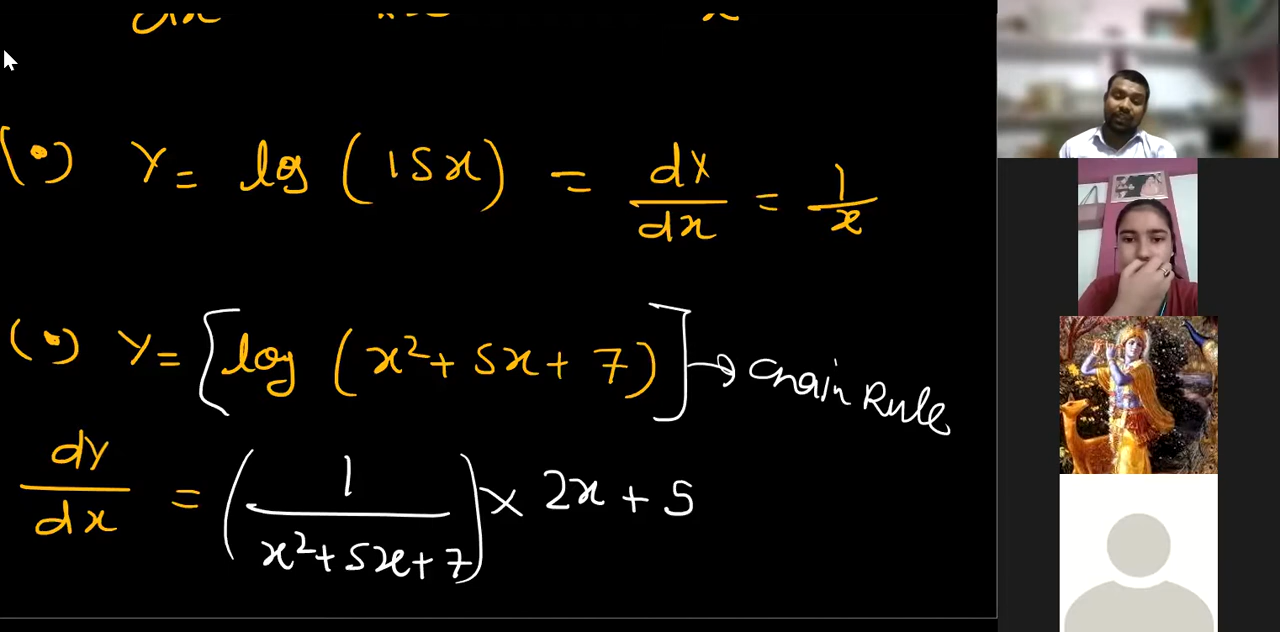 (•) Y = log (15x) = dy/dx = 1/x
(•) Y = [log (x²+5x+7)] → Chain Rule
dy/dx = (1/x²+5x+7) × 2x+5